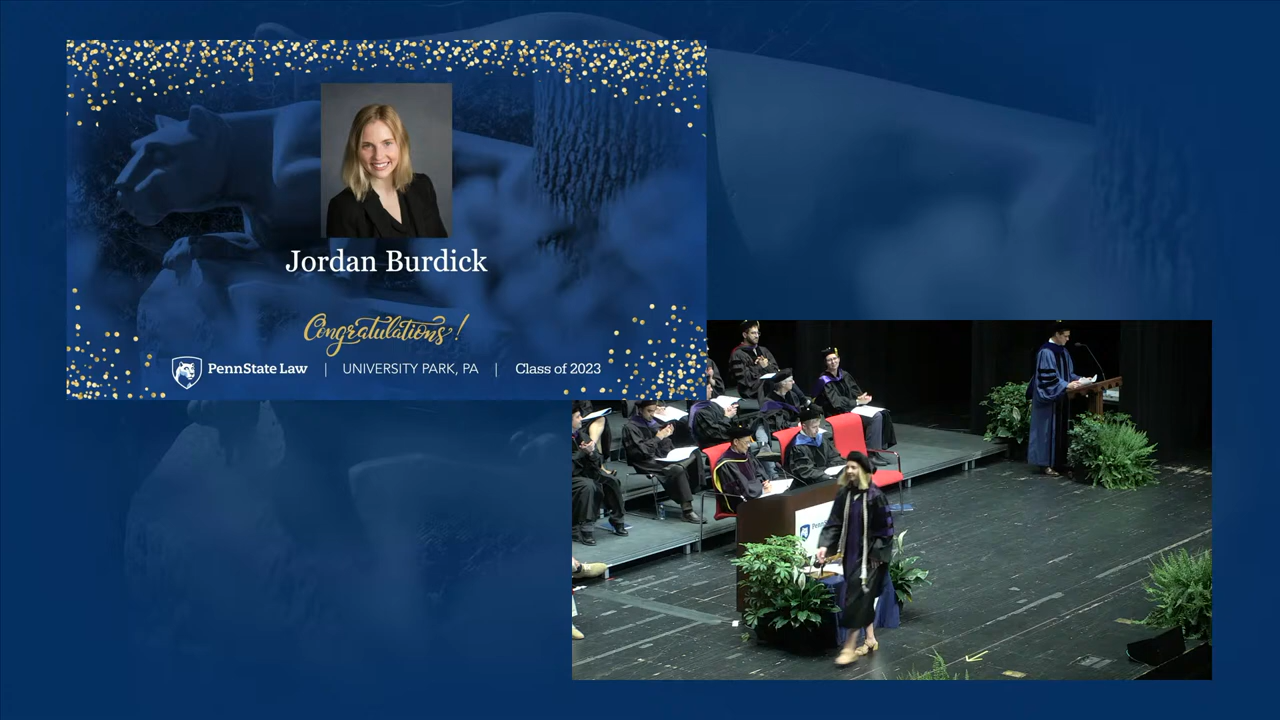 Jordan Burdick
Congratulations!
PennState Law | UNIVERSITY PARK, PA | Class of 2023